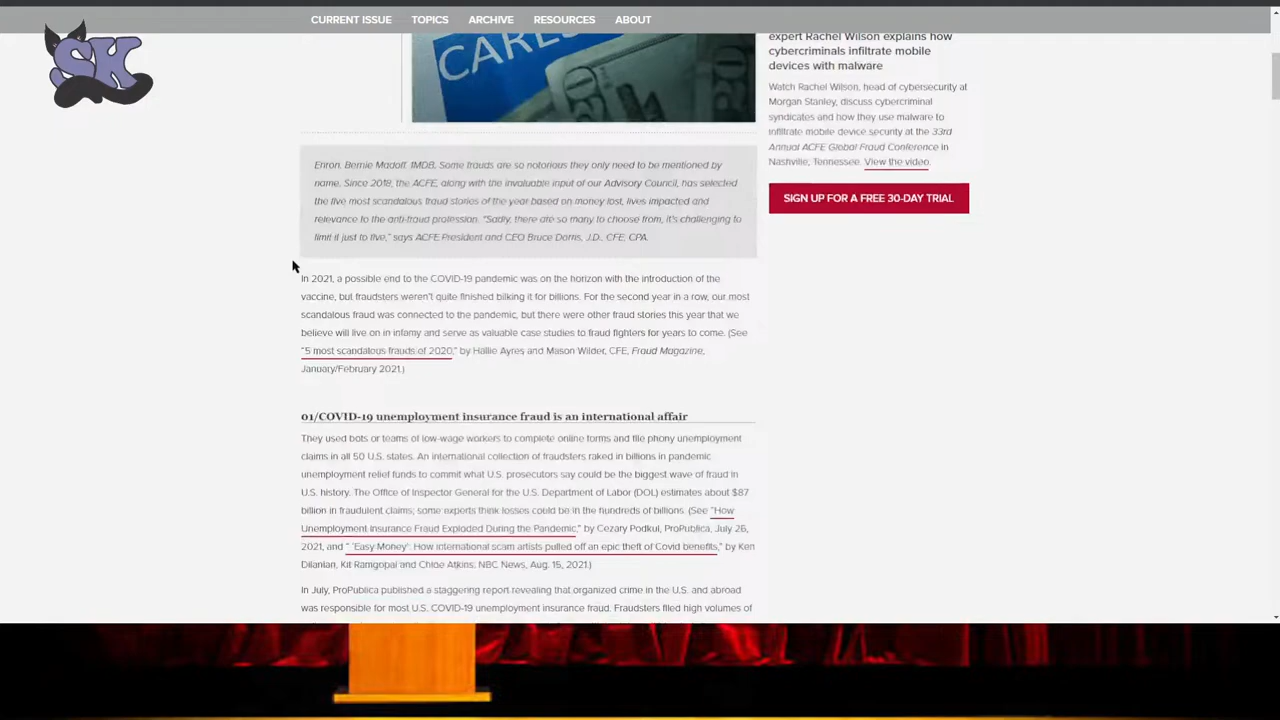 CURRENT ISSUE TOPICS ARCHIVE RESOURCES ABOUT
SK
CARES
expert Rachel Wilson explains how
cybercriminals infiltrate mobile
devices with malware
Watch Rachel Wilson, head of cybersecurity at
Morgan Stanley, discuss cybercriminal
syndicates and how they use malware to
infiltrate mobile device security at the 33rd
Annual ACFE Global Fraud Conference in
Nashville, Tennessee. View the video.
SIGN UP FOR A FREE 30-DAY TRIAL
Enron. Bernie Madoff. 1MDB. Some frauds are so notorious they only need to be mentioned by
name. Since 2018, the ACFE, along with the invaluable input of our Advisory Council, has selected
the five most scandalous fraud stories of the year based on money lost, lives impacted and
relevance to the anti-fraud profession. "Sadly, there are so many to choose from, it's challenging to
limit it just to five," says ACFE President and CEO Bruce Dorris, J.D., CFE, CPA.
In 2021, a possible end to the COVID-19 pandemic was on the horizon with the introduction of the
vaccine, but fraudsters weren't quite finished bilking it for billions. For the second year in a row, our most
scandalous fraud was connected to the pandemic, but there were other fraud stories this year that we
believe will live on in infamy and serve as valuable case studies to fraud fighters for years to come. (See
"5 most scandalous frauds of 2020," by Hallie Ayres and Mason Wilder, CFE, Fraud Magazine,
January/February 2021.)
01/COVID-19 unemployment insurance fraud is an international affair
They used bots or teams of low-wage workers to complete online forms and file phony unemployment
claims in all 50 U.S. states. An international collection of fraudsters raked in billions in pandemic
unemployment relief funds to commit what U.S. prosecutors say could be the biggest wave of fraud in
U.S. history. The Office of Inspector General for the U.S. Department of Labor (DOL) estimates about $87
billion in fraudulent claims; some experts think losses could be in the hundreds of billions. (See "How
Unemployment Insurance Fraud Exploded During the Pandemic," by Cezary Podkul, ProPublica, July 26,
2021, and " 'Easy Money': How international scam artists pulled off an epic theft of Covid benefits," by Ken
Dilanian, Kit Ramgopal and Chloe Atkins, NBC News, Aug. 15, 2021.)
In July, ProPublica published a staggering report revealing that organized crime in the U.S. and abroad
was responsible for most U.S. COVID-19 unemployment insurance fraud. Fraudsters filed high volumes of